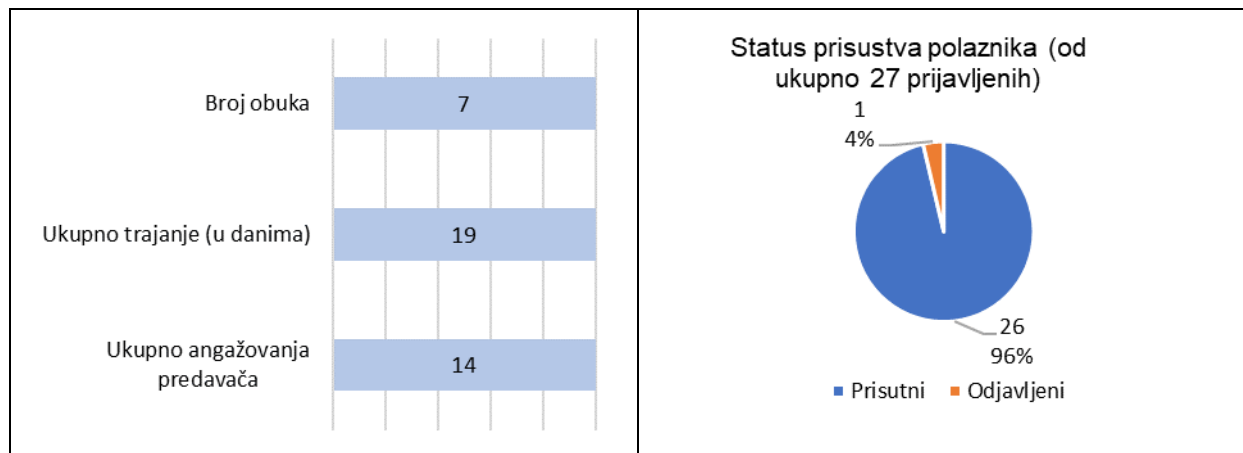 Broj obuka
7
Ukupno trajanje (u danima)
19
Ukupno angažovanja
predavača
14
Status prisustva polaznika (od
ukupno 27 prijavljenih)
1
4%
26
96%
Prisutni
Odjavljeni